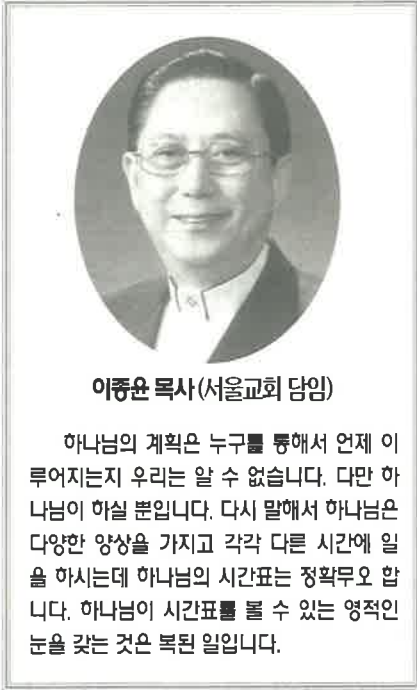 이종윤 목사 (서울교회 담임)
하나님의 계획은 누구를 통해서 언제 이
루어지는지 우리는 알 수 없습니다. 다만 하
나님이 하실 뿐입니다. 다시 말해서 하나님은
다양한 양상을 가지고 각각 다른 시간에 일
을 하시는데 하나님의 시간표는 정확무오 합
니다. 하나님이 시간표를 볼 수 있는 영적인
눈을 갖는 것은 복된 일입니다.